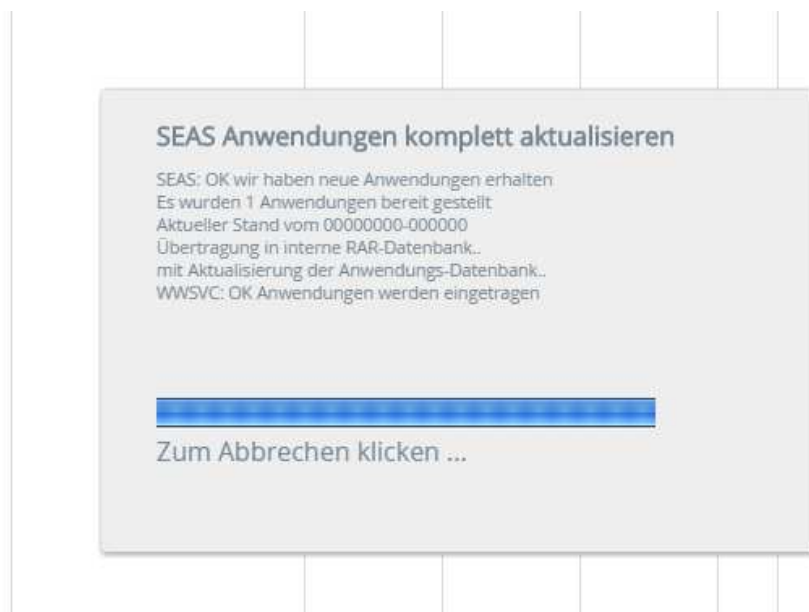 SEAS Anwendungen komplett aktualisieren
SEAS: OK wir haben neue Anwendungen erhalten
Es wurden 1 Anwendungen bereit gestellt
Aktueller Stand vom 00000000-000000
Übertragung in interne RAR-Datenbank..
mit Aktualisierung der Anwendungs-Datenbank..
WWSVC: OK Anwendungen werden eingetragen
Zum Abbrechen klicken ...